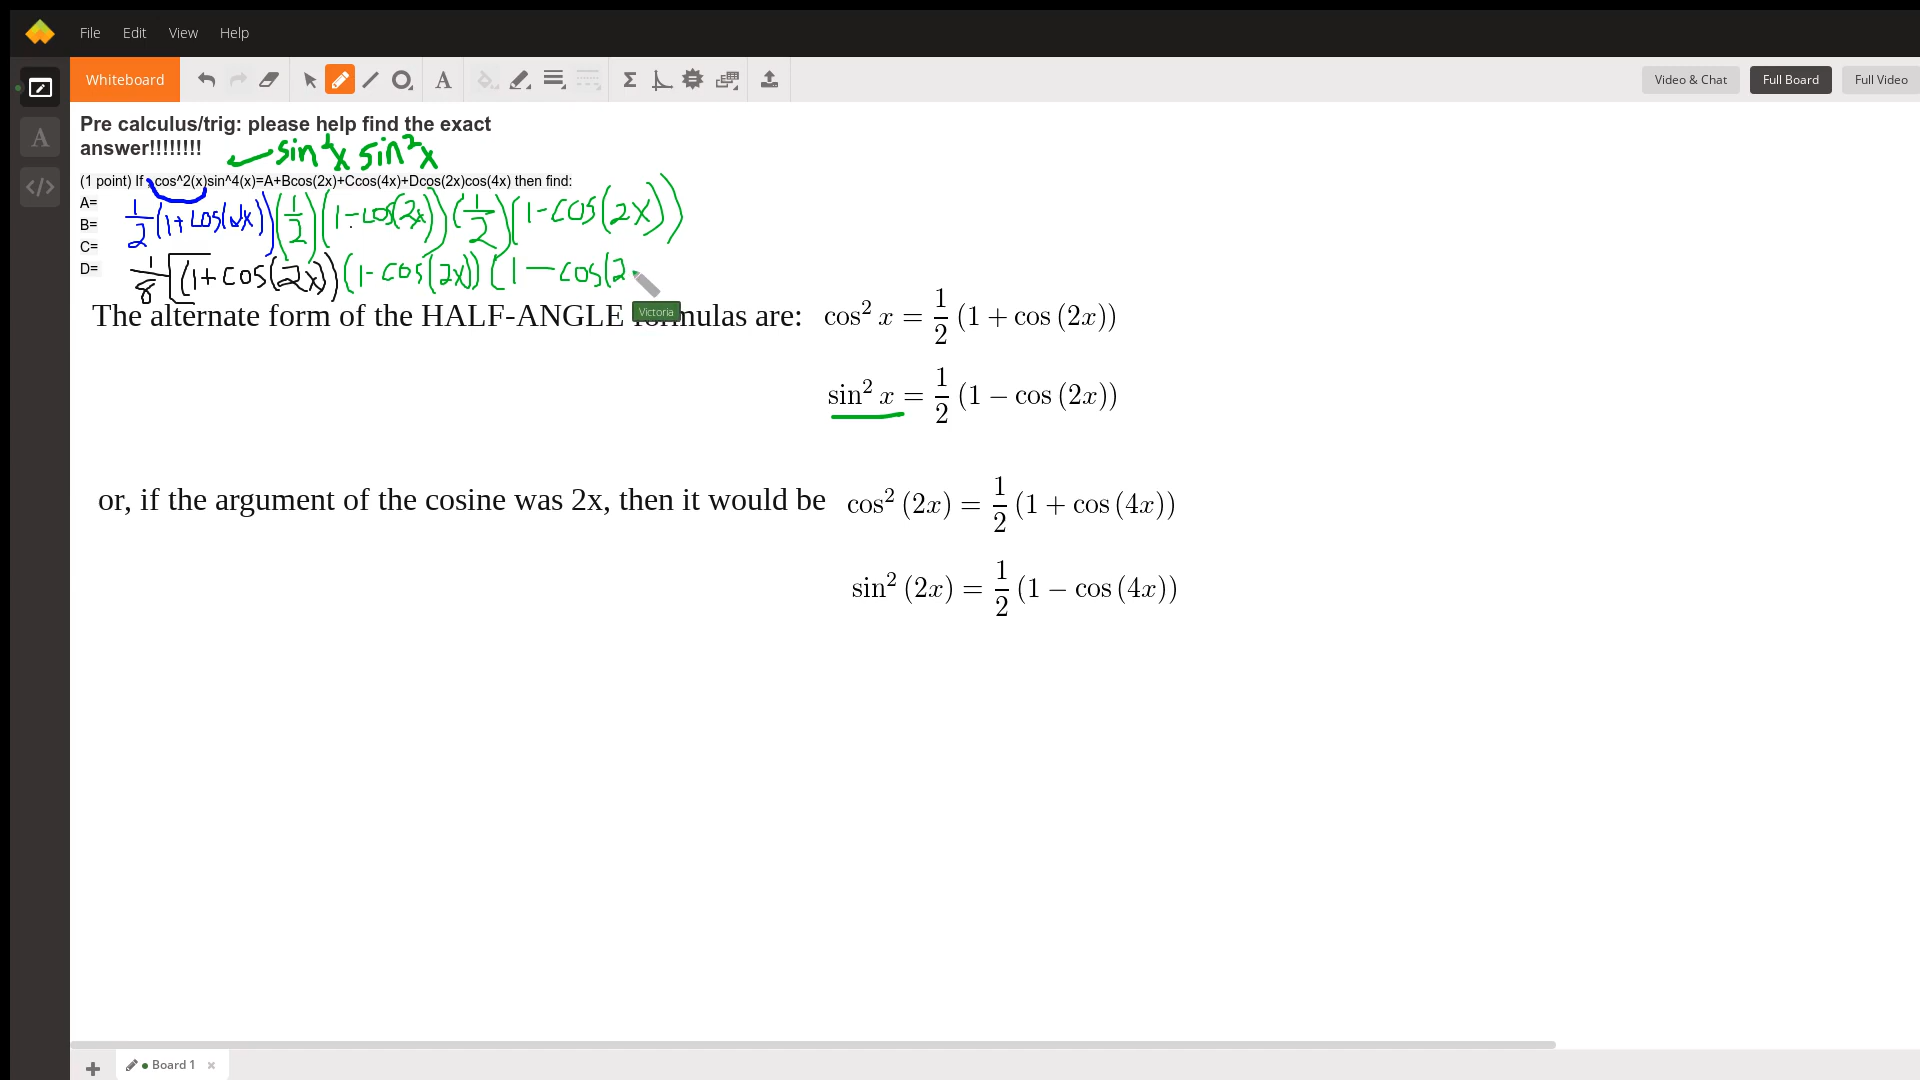 File Edit View Help
Whiteboard
A
Σ
Video & Chat Full Board Full Video
A
</>
Pre calculus/trig: please help find the exact
answer!!!!!!!!
sin²x sin²x
(1 point) If cos^2(x)sin^4(x)=A+Bcos(2x)+Ccos(4x)+Dcos(2x)cos(4x) then find:
A=
B=
C=
D=
1/2 (1+cos(2x)) (1/2) (1-cos(2x)) (1/2) (1-cos(2x))
1/8 [(1+cos(2x)) (1-cos(2x)) (1-cos(2
Victoria
The alternate form of the HALF-ANGLE formulas are: cos² x = 1/2 (1 + cos (2x))
sin² x = 1/2 (1 − cos (2x))
or, if the argument of the cosine was 2x, then it would be cos² (2x) = 1/2 (1 + cos (4x))
sin² (2x) = 1/2 (1 − cos (4x))
Board 1